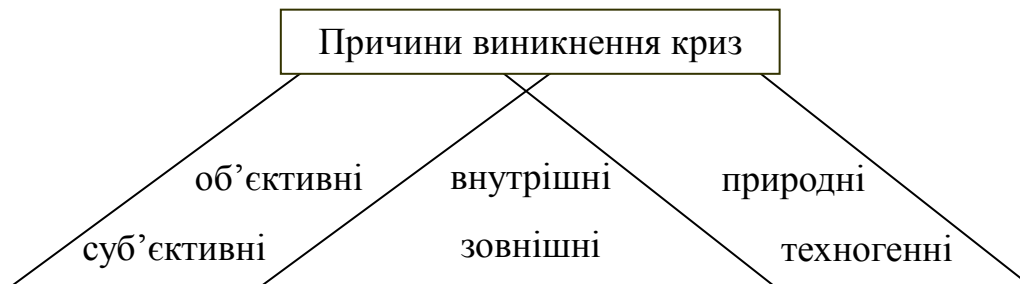 Причини виникнення криз
об’єктивні
суб’єктивні
внутрішні
зовнішні
природні
техногенні